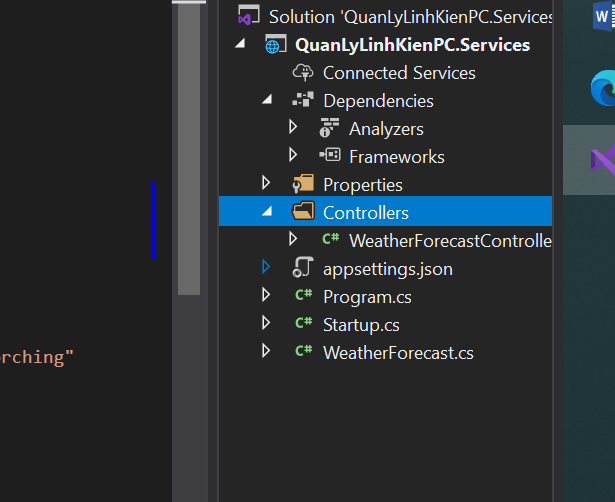 Solution 'QuanLyLinhKienPC.Services
QuanLyLinhKienPC.Services
Connected Services
Dependencies
Analyzers
Frameworks
Properties
Controllers
C# WeatherForecastControlle
appsettings.json
C# Program.cs
C# Startup.cs
orching"
C# WeatherForecast.cs
W